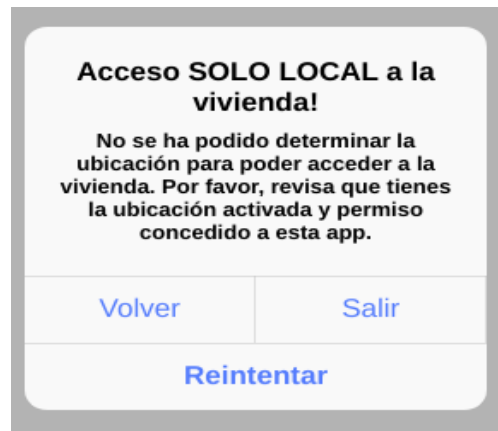 Acceso SOLO LOCAL a la
vivienda!
No se ha podido determinar la
ubicación para poder acceder a la
vivienda. Por favor, revisa que tienes
la ubicación activada y permiso
concedido a esta app.
Volver
Salir
Reintentar